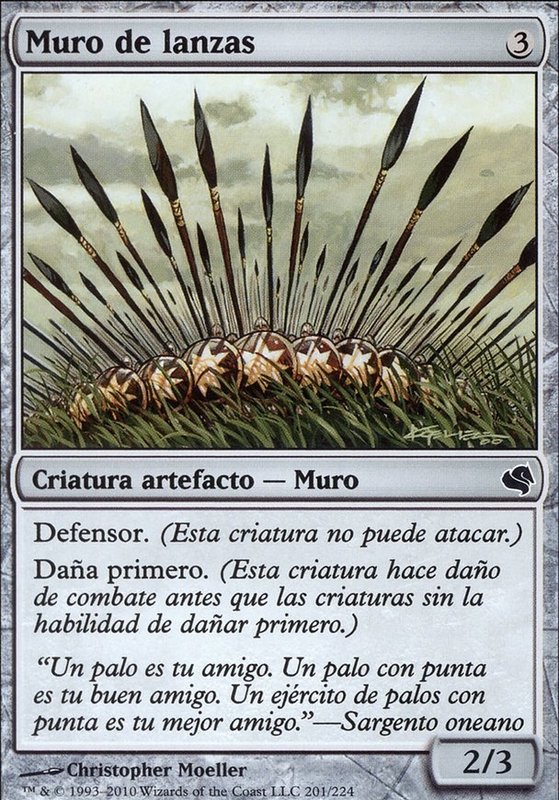 Muro de lanzas
3
Criatura artefacto — Muro
Defensor. (Esta criatura no puede atacar.)
Daña primero. (Esta criatura hace daño
de combate antes que las criaturas sin la
habilidad de dañar primero.)
“Un palo es tu amigo. Un palo con punta
es tu buen amigo. Un ejército de palos con
punta es tu mejor amigo.”—Sargento oneano
2/3
Christopher Moeller
™ & © 1993–2010 Wizards of the Coast LLC 201/224